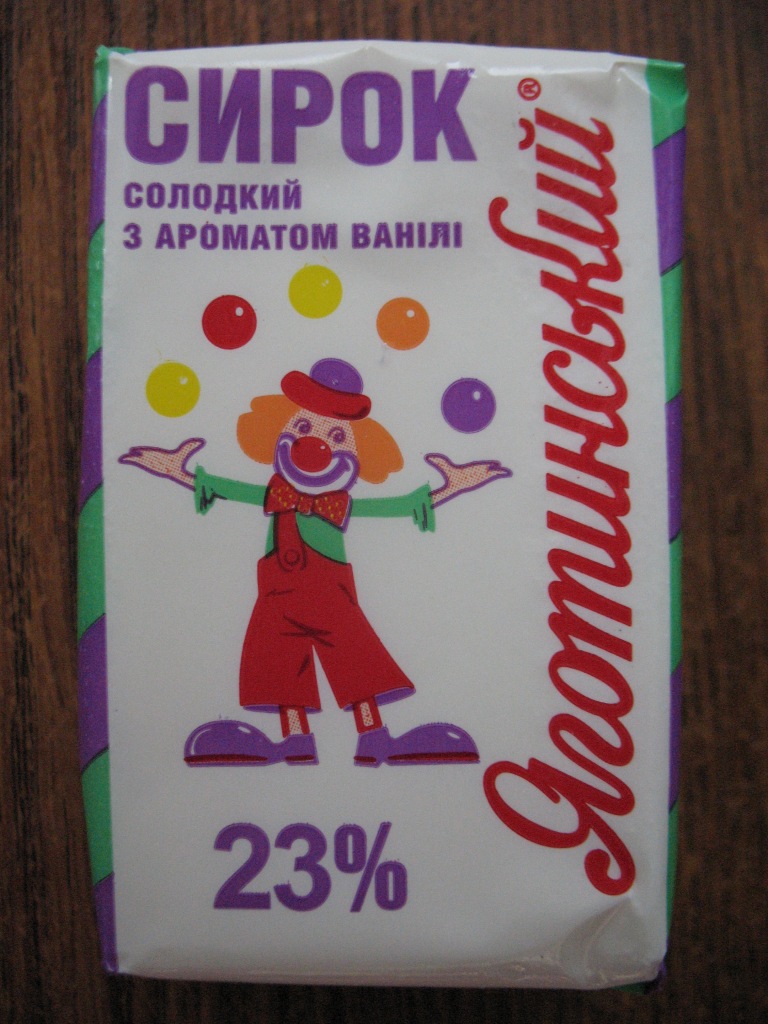 СИРОК
СОЛОДКИЙ
З АРОМАТОМ ВАНІЛІ
Яготинський®
23%